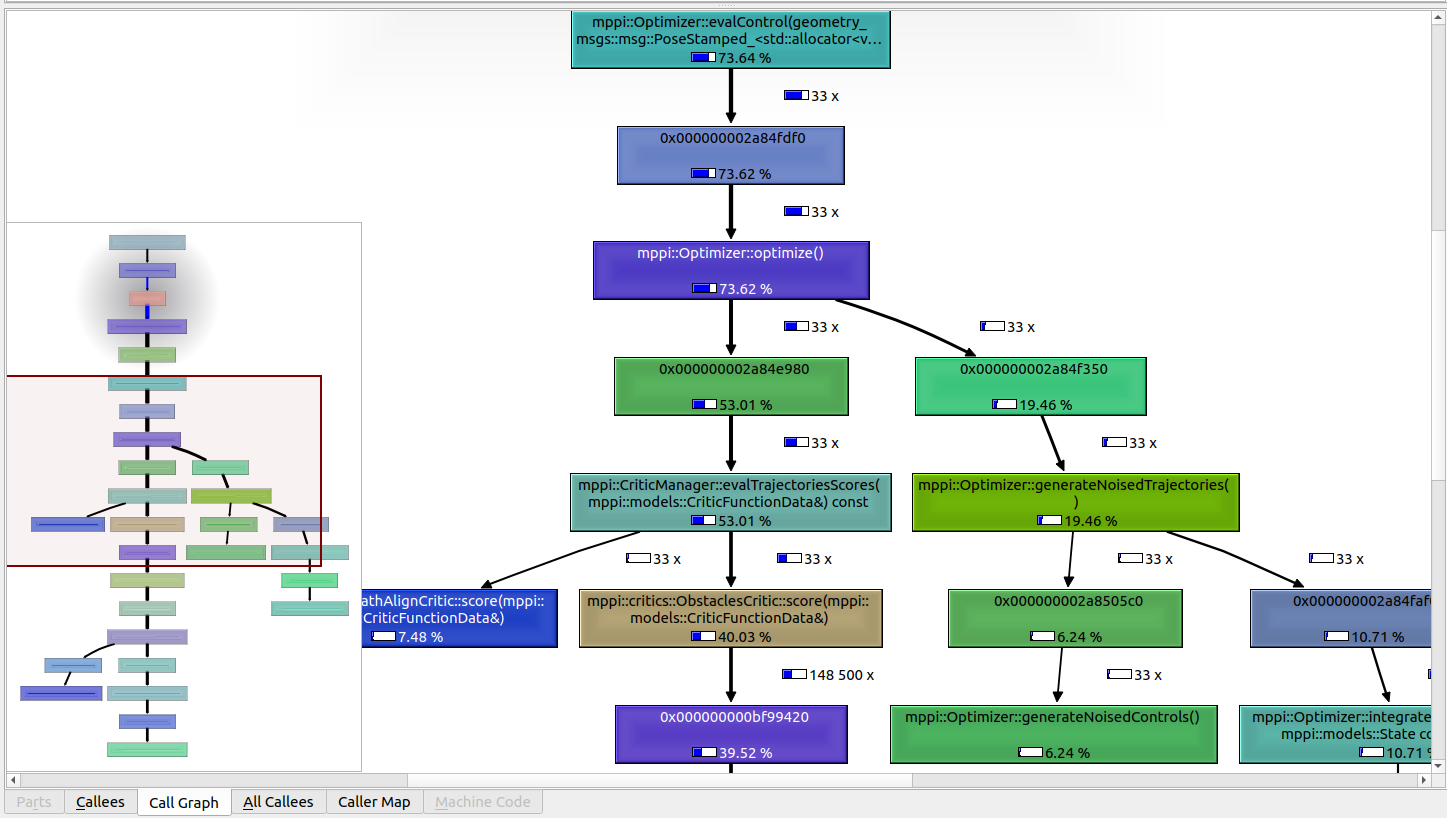 mppi::Optimizer::evalControl(geometry_
msgs::msg::PoseStamped_<std::allocator<v...
73.64 %
33 x
0x000000002a84fdf0
73.62 %
33 x
mppi::Optimizer::optimize()
73.62 %
33 x
33 x
0x000000002a84e980
53.01 %
0x000000002a84f350
19.46 %
33 x
33 x
mppi::CriticManager::evalTrajectoriesScores(
mppi::models::CriticFunctionData&) const
53.01 %
mppi::Optimizer::generateNoisedTrajectories(
)
19.46 %
33 x
33 x
33 x
33 x
athAlignCritic::score(mppi::
CriticFunctionData&)
7.48 %
mppi::critics::ObstaclesCritic::score(mppi::
models::CriticFunctionData&)
40.03 %
0x000000002a8505c0
6.24 %
0x000000002a84faf
10.71 %
148 500 x
33 x
0x000000000bf99420
39.52 %
mppi::Optimizer::generateNoisedControls()
6.24 %
mppi::Optimizer::integrate
mppi::models::State co
10.71 %
Parts
Callees
Call Graph
All Callees
Caller Map
Machine Code